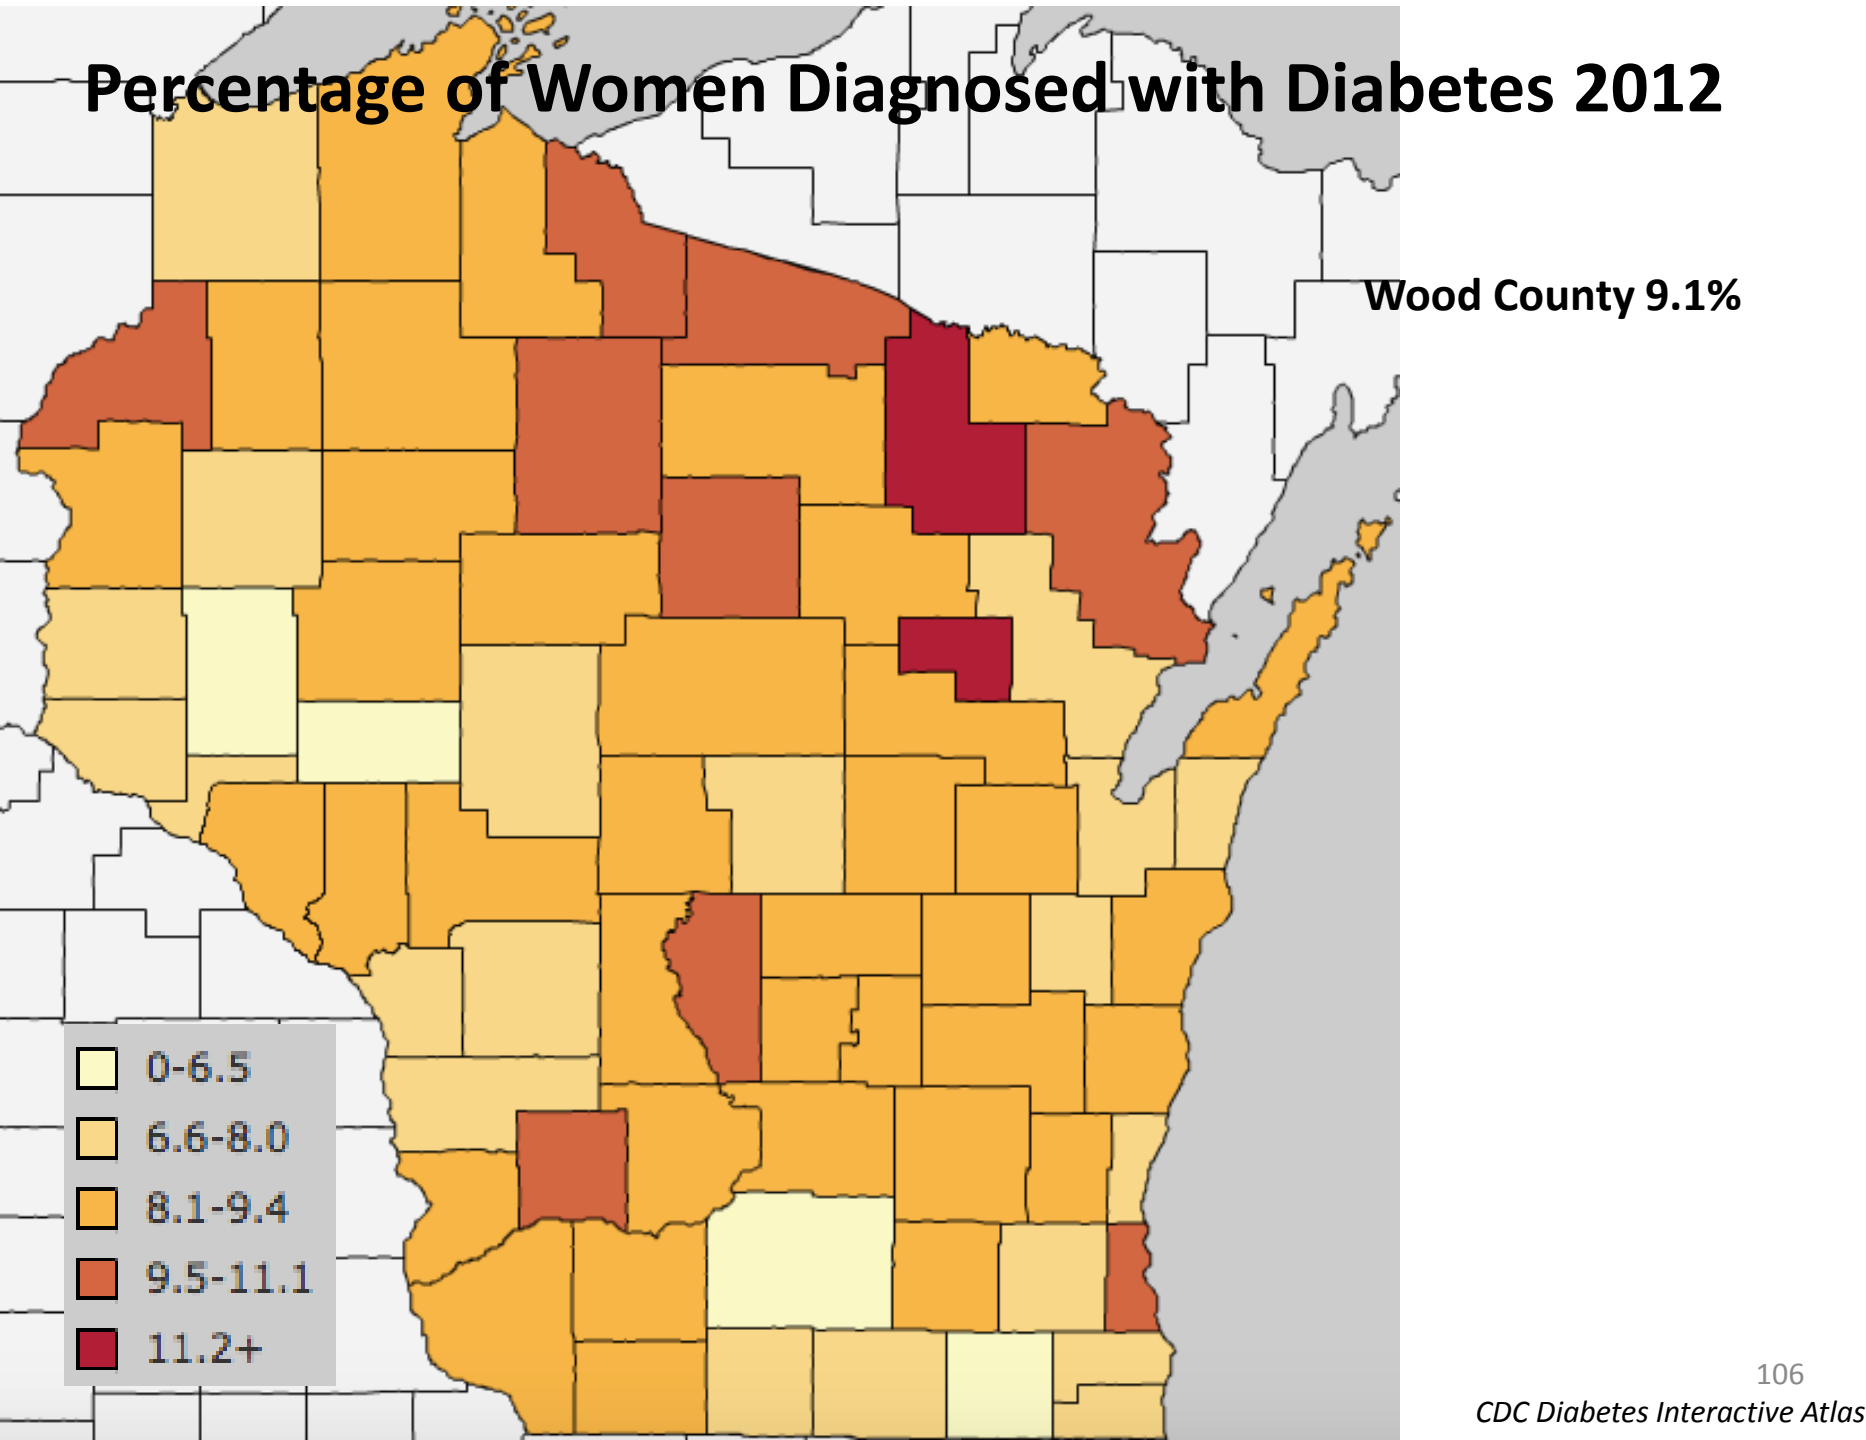 Percentage of Women Diagnosed with Diabetes 2012
Wood County 9.1%
0-6.5
6.6-8.0
8.1-9.4
9.5-11.1
11.2+
106
CDC Diabetes Interactive Atlas